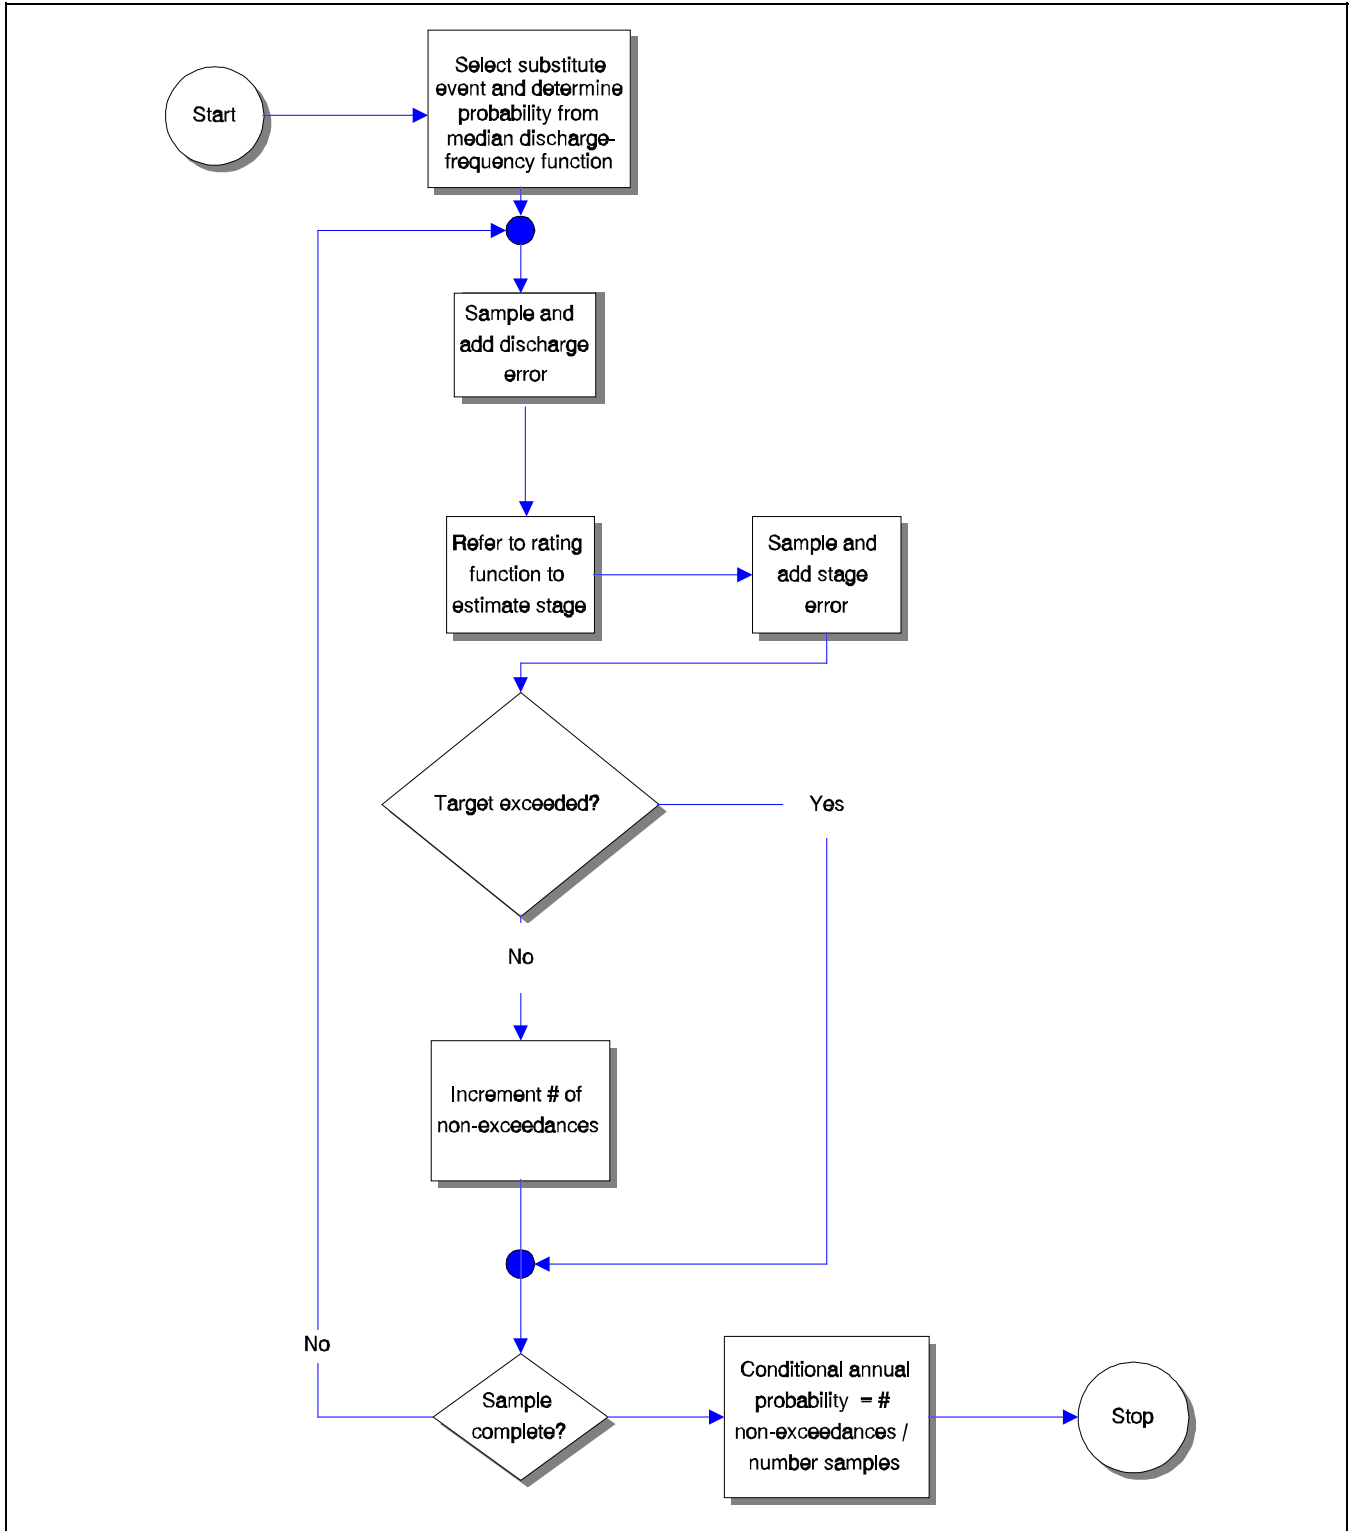 Start
Select substitute
event and determine
probability from
median discharge-
frequency function
Sample and
add discharge
error
Refer to rating
function to
estimate stage
Sample and
add stage
error
Target exceeded?
Yes
No
Increment # of
non-exceedances
No
Sample
complete?
Conditional annual
probability = #
non-exceedances /
number samples
Stop